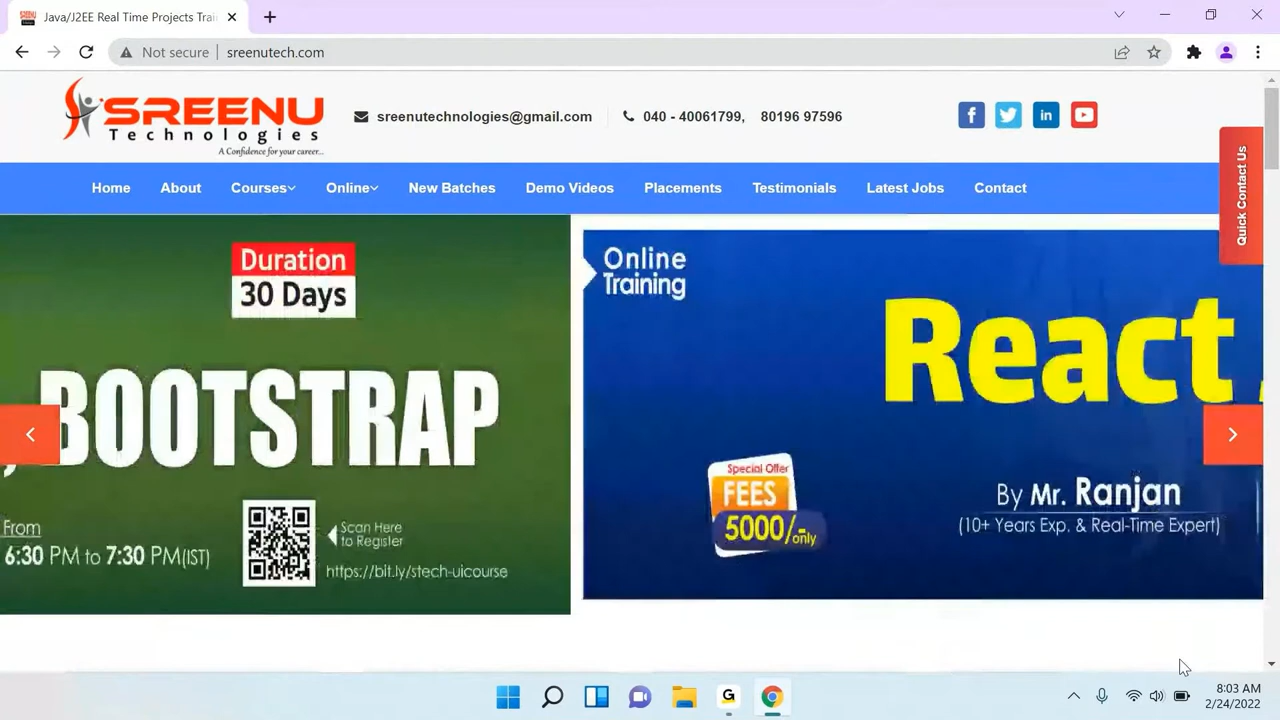 Java/J2EE Real Time Projects Trai
Not secure
sreenutech.com
SREENU
Technologies
A Confidence for your career...
sreenutechnologies@gmail.com
040 - 40061799, 80196 97596
Quick Contact Us
Home About Courses Online New Batches Demo Videos Placements Testimonials Latest Jobs Contact
Duration
30 Days
, BOOTSTRAP
From
6:30 PM to 7:30 PM(IST)
Scan Here
to Register
https://bit.ly/stech-uicourse
Online
Training
React
Special Offer
FEES
5000/-only
By Mr. Ranjan
(10+ Years Exp. & Real-Time Expert)
8:03 AM
2/24/2022